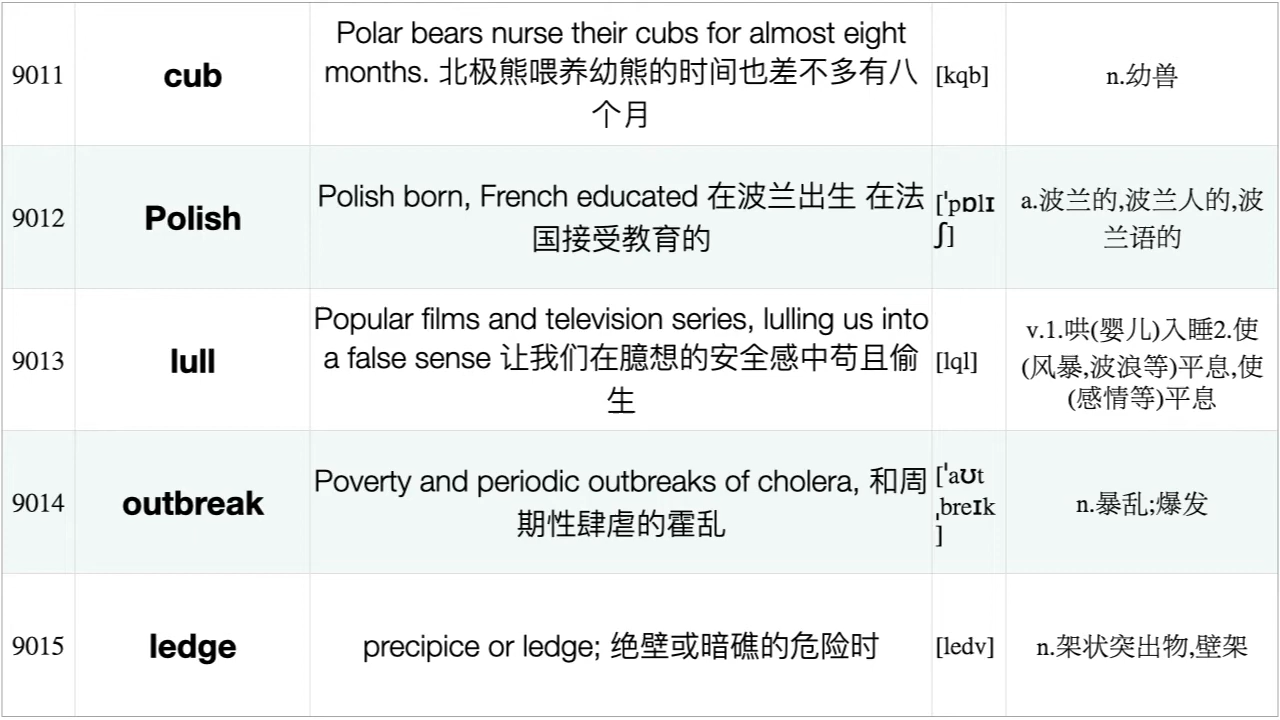 9011
cub
Polar bears nurse their cubs for almost eight
months. 北极熊喂养幼熊的时间也差不多有八
个月
[kqb]
n.幼兽
9012
Polish
Polish born, French educated 在波兰出生 在法
国接受教育的
[ˈpɒlɪ
ʃ]
a.波兰的,波兰人的,波
兰语的
9013
lull
Popular films and television series, lulling us into
a false sense 让我们在臆想的安全感中苟且偷
生
[lql]
v.1.哄(婴儿)入睡2.使
(风暴,波浪等)平息,使
(感情等)平息
9014
outbreak
Poverty and periodic outbreaks of cholera, 和周
期性肆虐的霍乱
[ˈaʊt
ˌbreɪk
]
n.暴乱;爆发
9015
ledge
precipice or ledge; 绝壁或暗礁的危险时
[ledv]
n.架状突出物,壁架